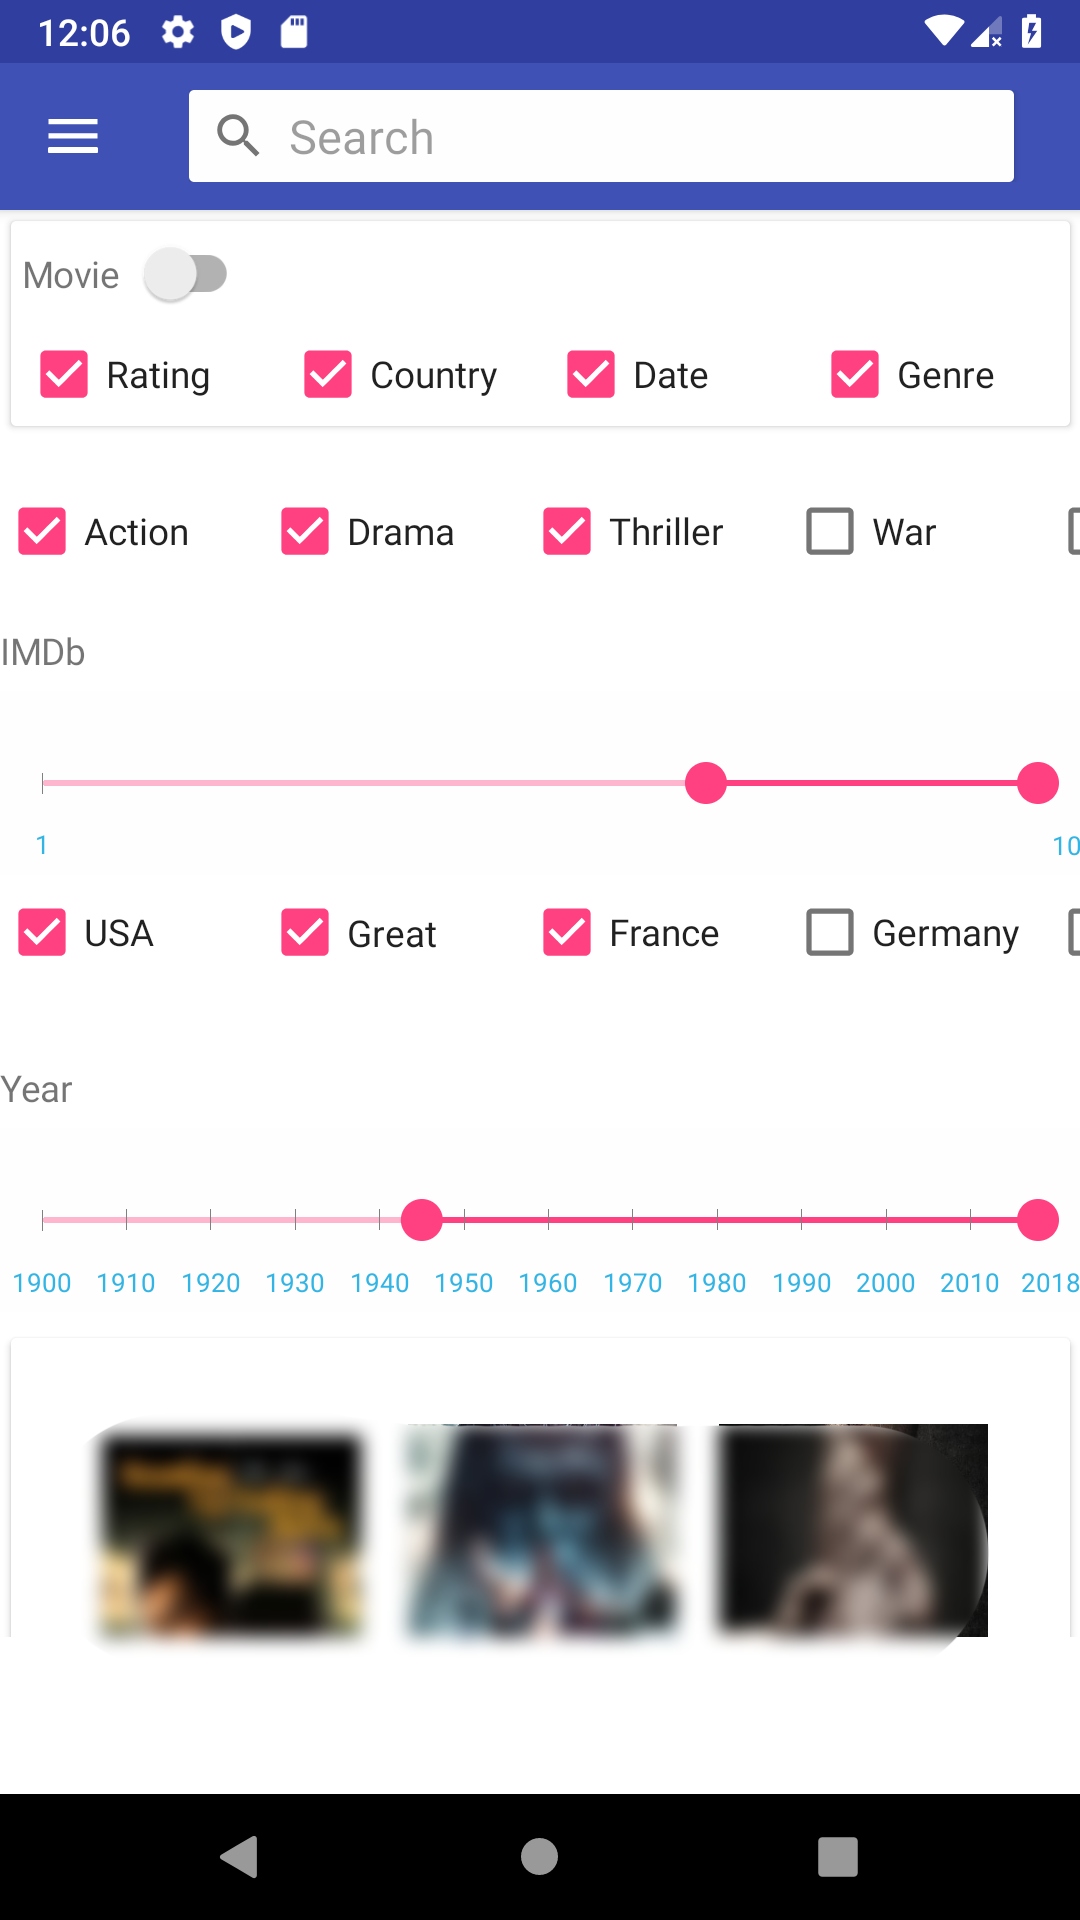 12:06
Search
Movie
Rating Country Date Genre
Action Drama Thriller War
IMDb
1 10
USA Great France Germany
Year
1900 1910 1920 1930 1940 1950 1960 1970 1980 1990 2000 2010 2018